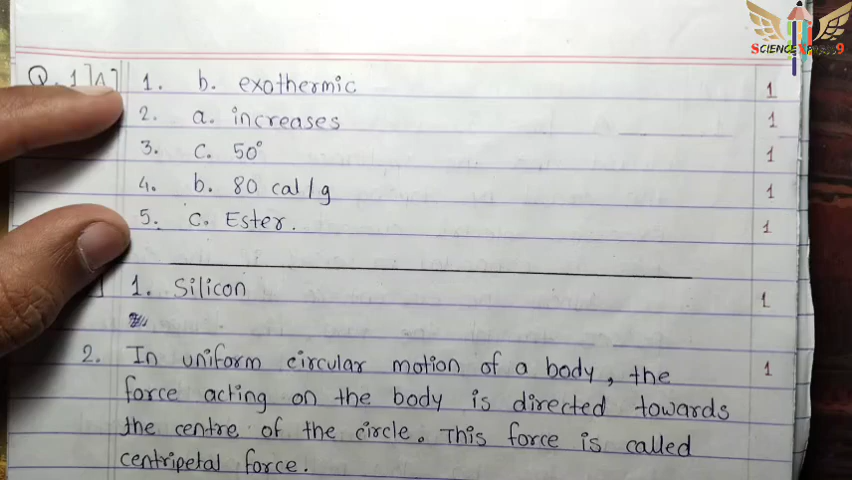 SCIENCEXPRESS9
Q.1]A] 1. b. exothermic 1
2. a. increases 1
3. c. 50° 1
4. b. 80 cal/g 1
5. c. Ester. 1
] 1. Silicon 1
2. In uniform circular motion of a body, the 1
force acting on the body is directed towards
the centre of the circle. This force is called
centripetal force.